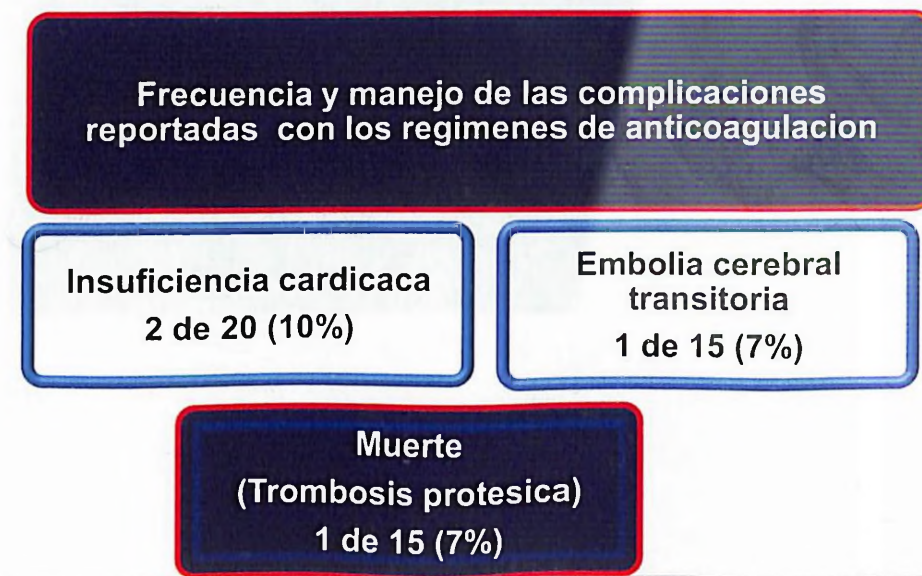 Frecuencia y manejo de las complicaciones
reportadas con los regimenes de anticoagulacion
Insuficiencia cardicaca
2 de 20 (10%)
Embolia cerebral
transitoria
1 de 15 (7%)
Muerte
(Trombosis protesica)
1 de 15 (7%)